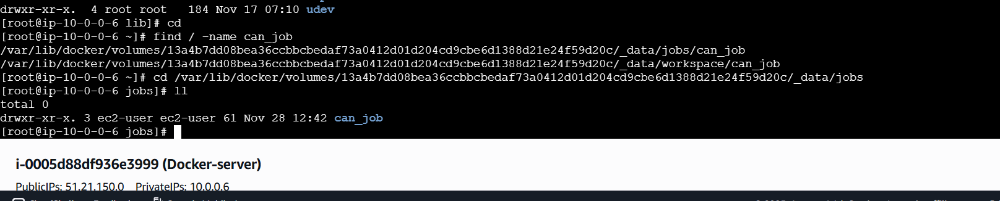 drwxr-xr-x.  4 root root   184 Nov 17 07:10 udev
[root@ip-10-0-0-6 lib]# cd
[root@ip-10-0-0-6 ~]# find / -name can_job
/var/lib/docker/volumes/13a4b7dd08bea36ccbbcbedaf73a0412d01d204cd9cbe6d1388d21e24f59d20c/_data/jobs/can_job
/var/lib/docker/volumes/13a4b7dd08bea36ccbbcbedaf73a0412d01d204cd9cbe6d1388d21e24f59d20c/_data/workspace/can_job
[root@ip-10-0-0-6 ~]# cd /var/lib/docker/volumes/13a4b7dd08bea36ccbbcbedaf73a0412d01d204cd9cbe6d1388d21e24f59d20c/_data/jobs
[root@ip-10-0-0-6 jobs]# ll
total 0
drwxr-xr-x. 3 ec2-user ec2-user 61 Nov 28 12:42 can_job
[root@ip-10-0-0-6 jobs]#
i-0005d88df936e3999 (Docker-server)
PublicIPs: 51.21.150.0    PrivateIPs: 10.0.0.6